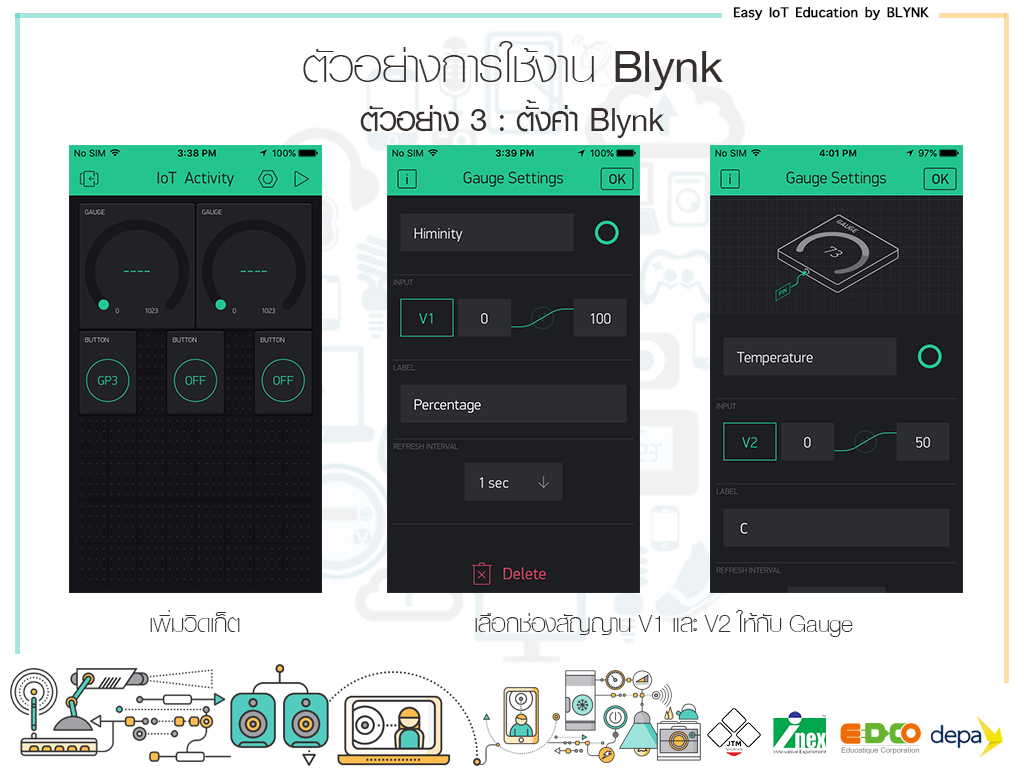 Easy IoT Education by BLYNK
ตัวอย่างการใช้งาน Blynk
ตัวอย่าง 3 : ตั้งค่า Blynk
No SIM 3:38 PM 100%
IoT Activity
GAUGE GAUGE
---- ----
0 1023 0 1023
BUTTON BUTTON BUTTON
GP3 OFF OFF
No SIM 3:39 PM 100%
i Gauge Settings OK
Himinity
INPUT
V1 0 100
LABEL
Percentage
REFRESH INTERVAL
1 sec
Delete
No SIM 4:01 PM 97%
i Gauge Settings OK
GAUGE
73
PIN
Temperature
INPUT
V2 0 50
LABEL
C
REFRESH INTERVAL
เพิ่มวิดเก็ต
เลือกช่องสัญญาน V1 และ V2 ให้กับ Gauge
JTM
inex
Innovative Experiment
EDCO
Educatique Corporation
depa